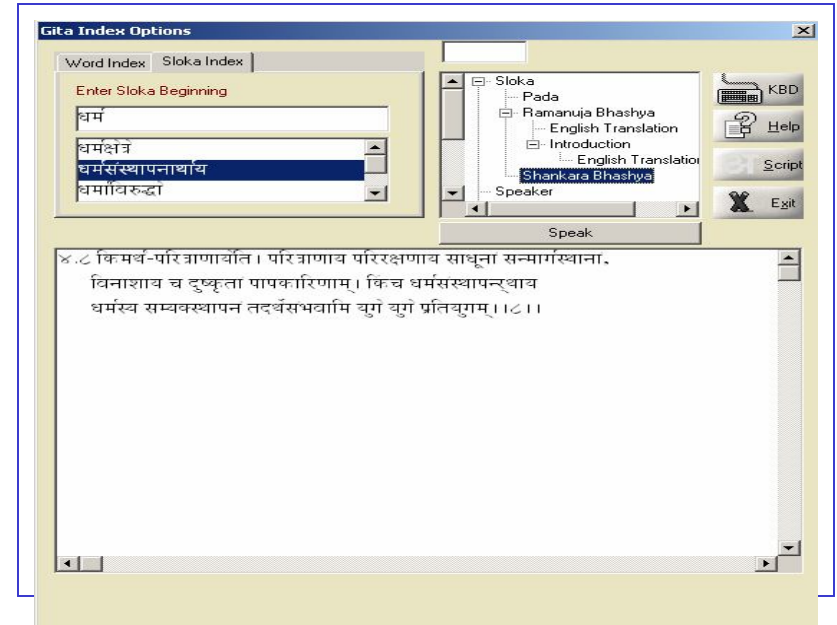 Gita Index Options
Word Index Sloka Index
Enter Sloka Beginning
धर्म
धर्मक्षेत्रे
धर्मसंस्थापनार्थाय
धर्माविरुद्धो
Sloka
Pada
Ramanuja Bhashya
English Translation
Introduction
English Translatior
Shankara Bhashya
Speaker
KBD
Help
Script
Exit
Speak
४.८ किमर्थ-परित्राणायेति। परित्राणाय परिरक्षणाय साधूनां सन्मार्गस्थानां,
विनाशाय च दुष्कृतां पापकारिणाम्। किंच धर्मसंस्थापन्र्थाय
धर्मस्य सम्यक्स्थापनं तदर्थेसंभवामि युगे युगे प्रतियुगम्।।८।।